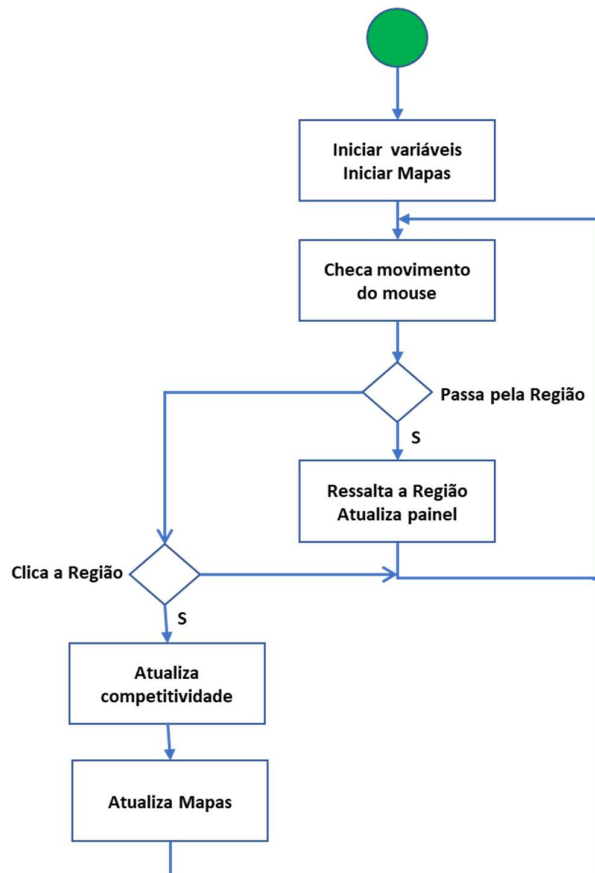 Iniciar variáveis
Iniciar Mapas
Checa movimento
do mouse
Passa pela Região
S
Ressalta a Região
Atualiza painel
Clica a Região
S
Atualiza
competitividade
Atualiza Mapas